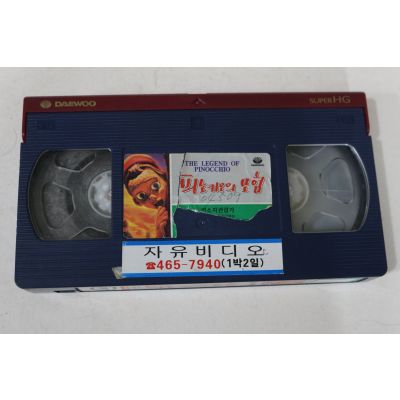 DAEWOO
SUPER HG
THE LEGEND OF
PINOCCHIO
피노키오의 모험
04509
자유비디오
☎465-7940(1박2일)